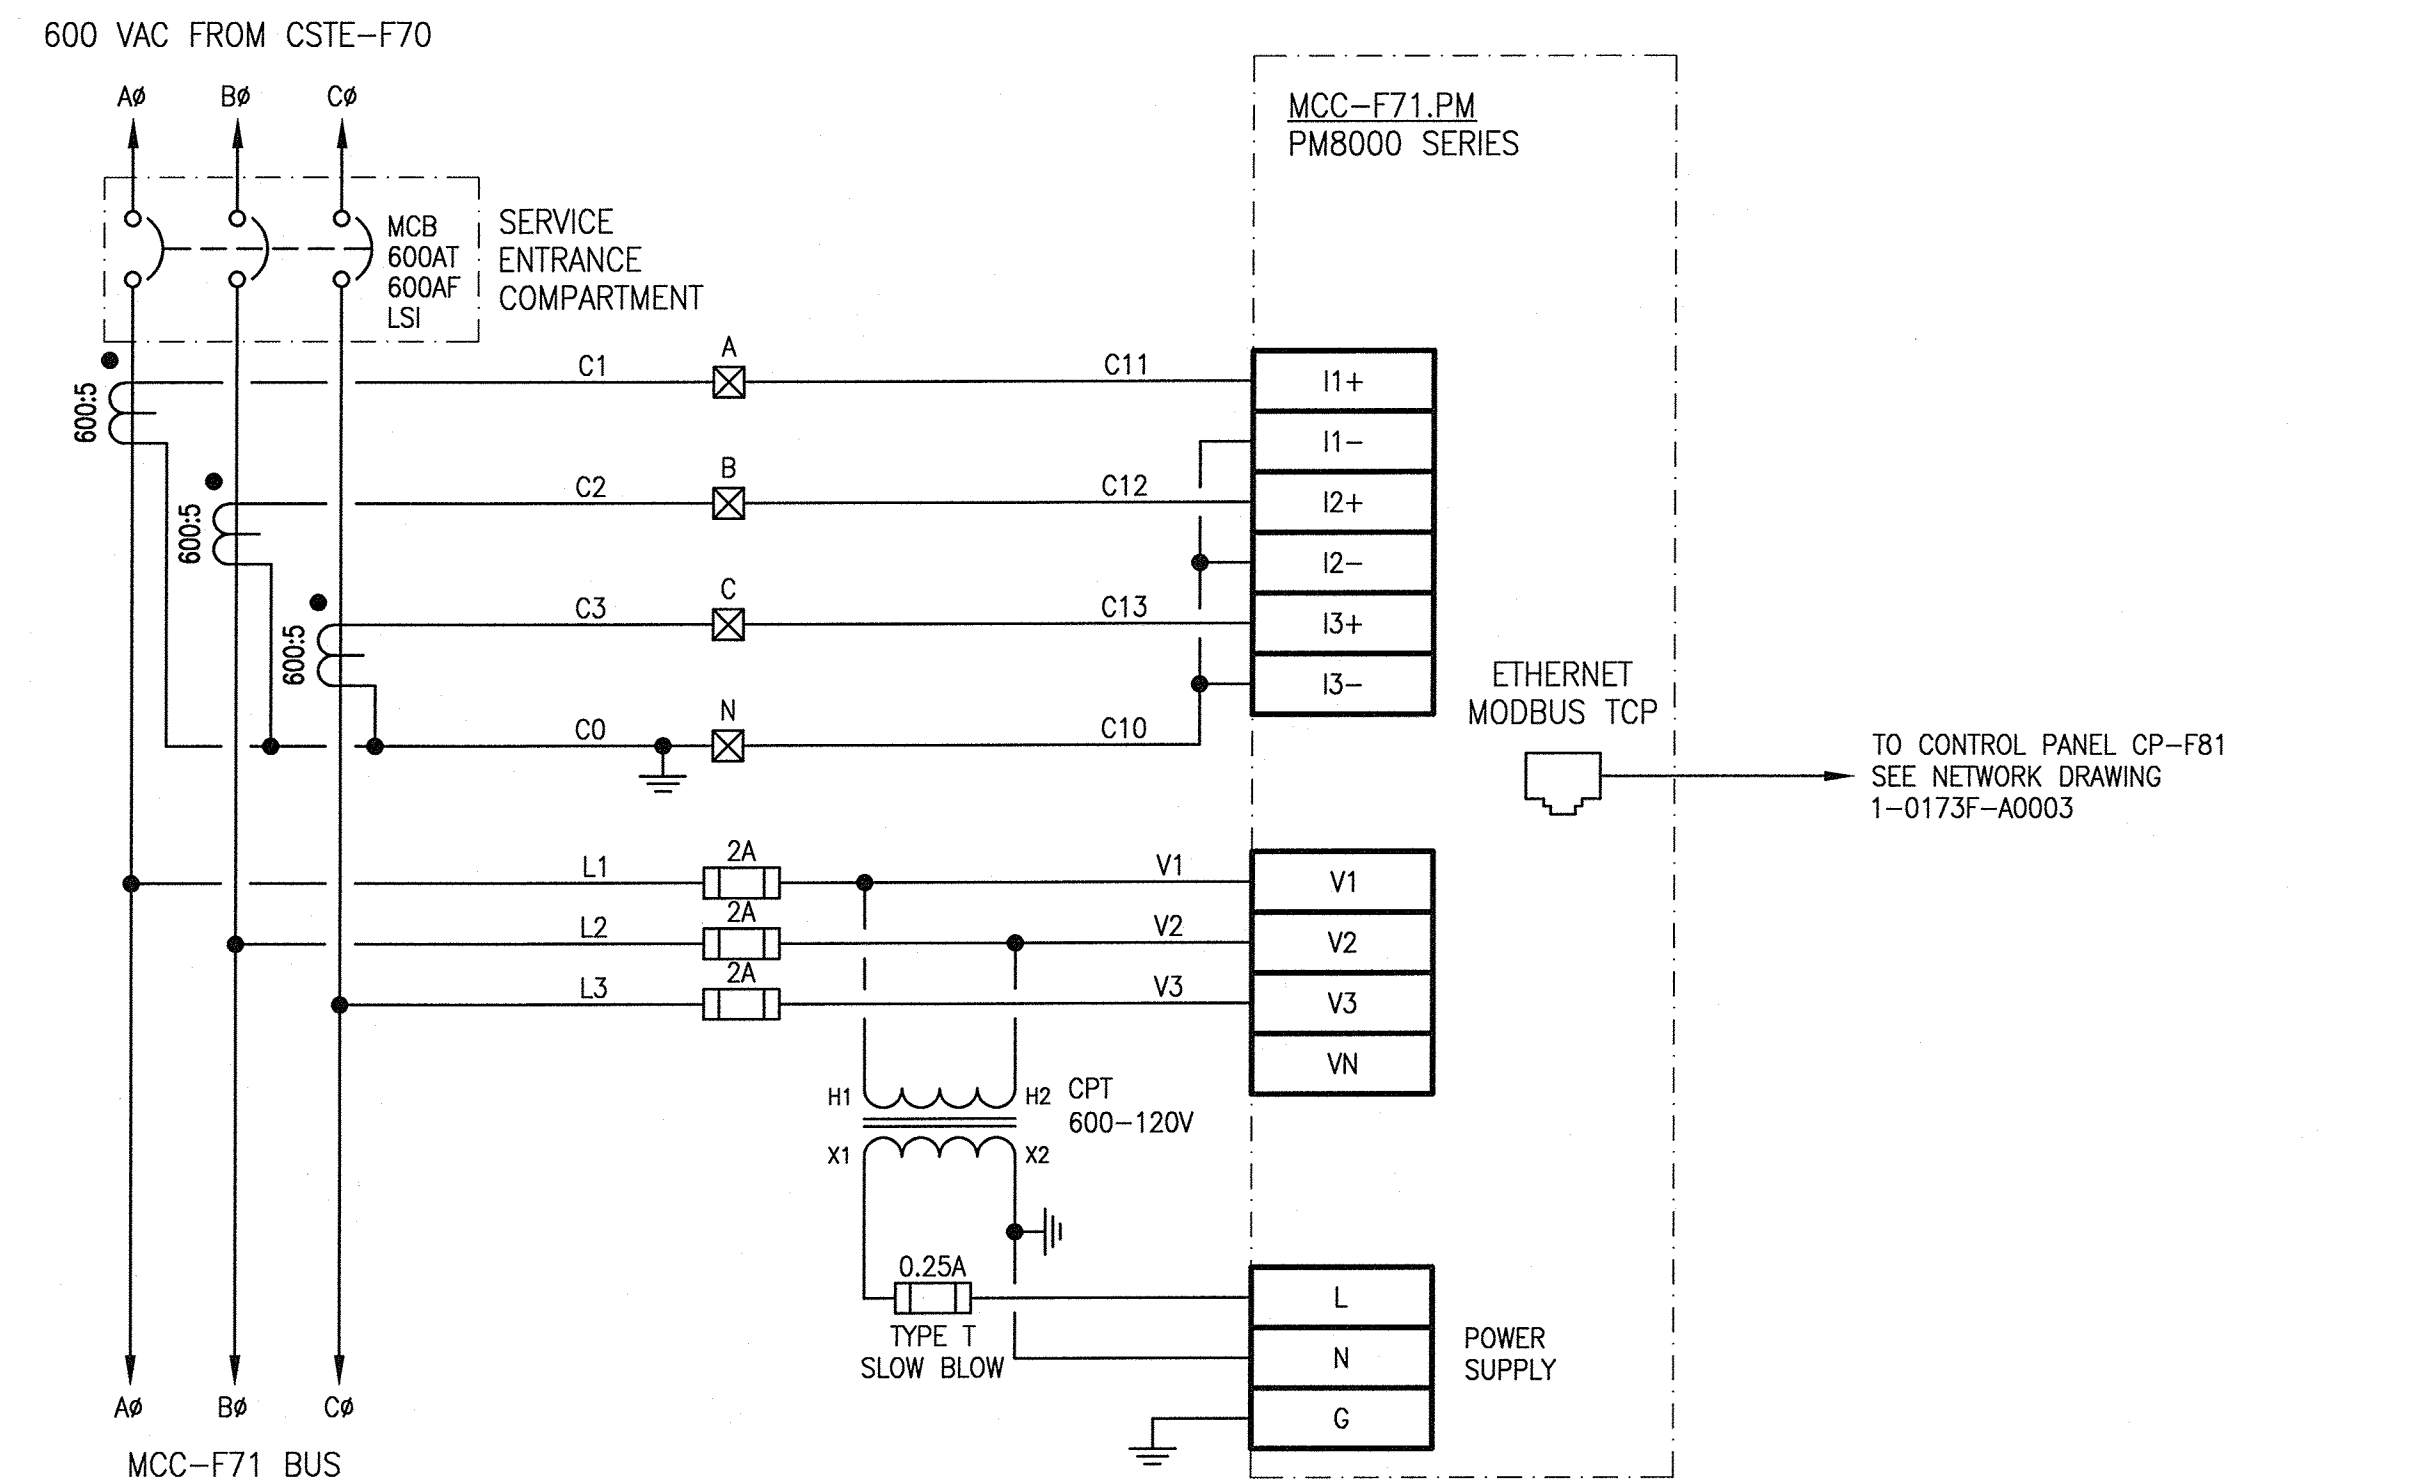 600 VAC FROM CSTE-F70
AØ BØ CØ
MCC-F71.PM
PM8000 SERIES
MCB
600AT
600AF
LSI
SERVICE
ENTRANCE
COMPARTMENT
600:5
C1 A C11 I1+
I1-
600:5
C2 B C12 I2+
I2-
600:5
C3 C C13 I3+
I3-
C0 N C10
ETHERNET
MODBUS TCP
TO CONTROL PANEL CP-F81
SEE NETWORK DRAWING
1-0173F-A0003
L1 2A V1 V1
L2 2A V2 V2
L3 2A V3 V3
VN
H1 H2
CPT
600-120V
X1 X2
0.25A
TYPE T
SLOW BLOW
L
N
G
POWER
SUPPLY
AØ BØ CØ
MCC-F71 BUS